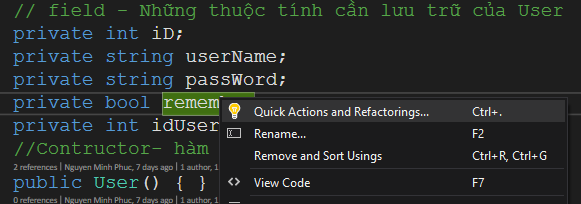 // field - Những thuộc tính cần lưu trữ của User
private int iD;
private string userName;
private string passWord;
private bool
private int idUser
//Contructor- hàm
2 references | Nguyen Minh Phuc, 7 days ago | 1 author, 1
public User() { }
0 references | Nguyen Minh Phuc, 7 days ago | 1 author, 1
Quick Actions and Refactorings... Ctrl+.
Rename... F2
Remove and Sort Usings Ctrl+R, Ctrl+G
View Code F7